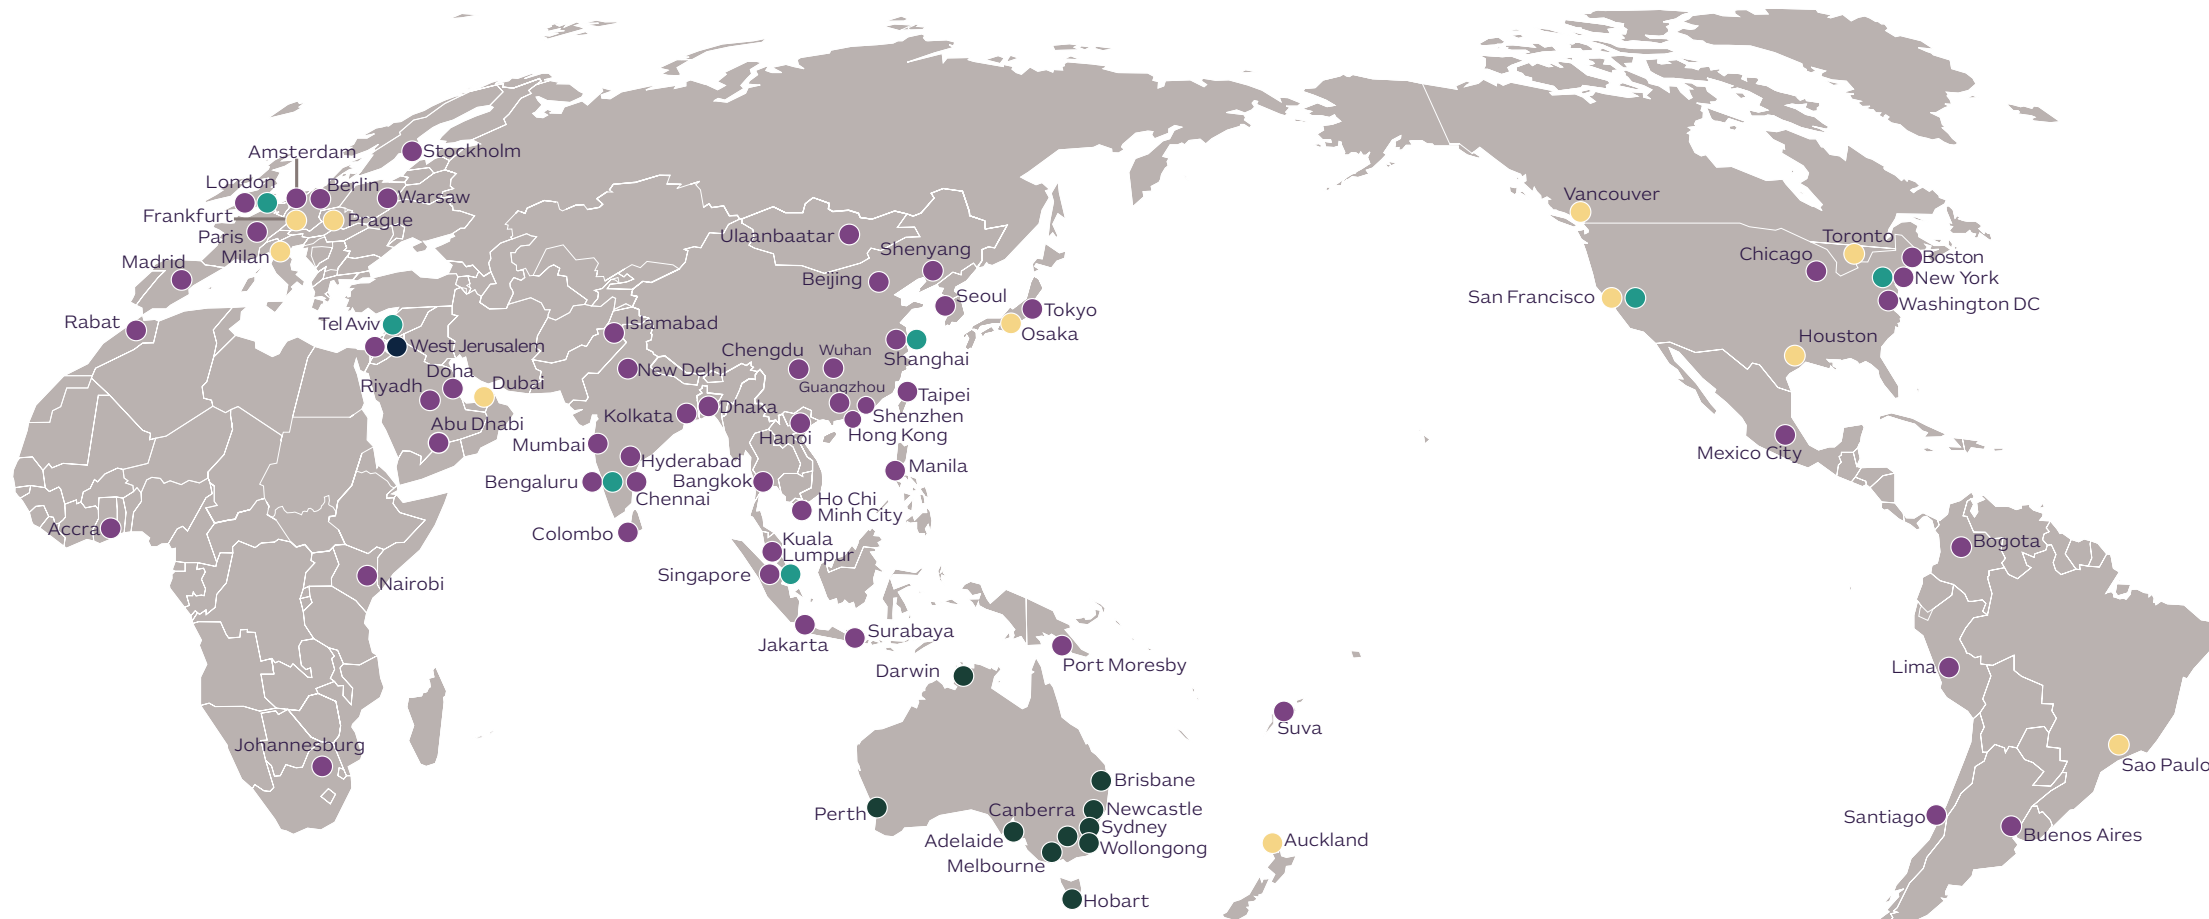 Amsterdam
Stockholm
London
Berlin
Warsaw
Frankfurt
Prague
Paris
Milan
Madrid
Rabat
Tel Aviv
West Jerusalem
Doha
Riyadh
Dubai
Abu Dhabi
Accra
Nairobi
Johannesburg
Ulaanbaatar
Shenyang
Beijing
Seoul
Tokyo
Osaka
Islamabad
New Delhi
Chengdu
Wuhan
Shanghai
Guangzhou
Taipei
Shenzhen
Hong Kong
Kolkata
Dhaka
Hanoi
Mumbai
Hyderabad
Bengaluru
Chennai
Bangkok
Manila
Ho Chi
Minh City
Colombo
Kuala
Lumpur
Singapore
Jakarta
Surabaya
Port Moresby
Darwin
Suva
Brisbane
Perth
Canberra
Newcastle
Sydney
Adelaide
Wollongong
Melbourne
Auckland
Hobart
Vancouver
Toronto
Chicago
Boston
New York
San Francisco
Washington DC
Houston
Mexico City
Bogota
Lima
Sao Paulo
Santiago
Buenos Aires